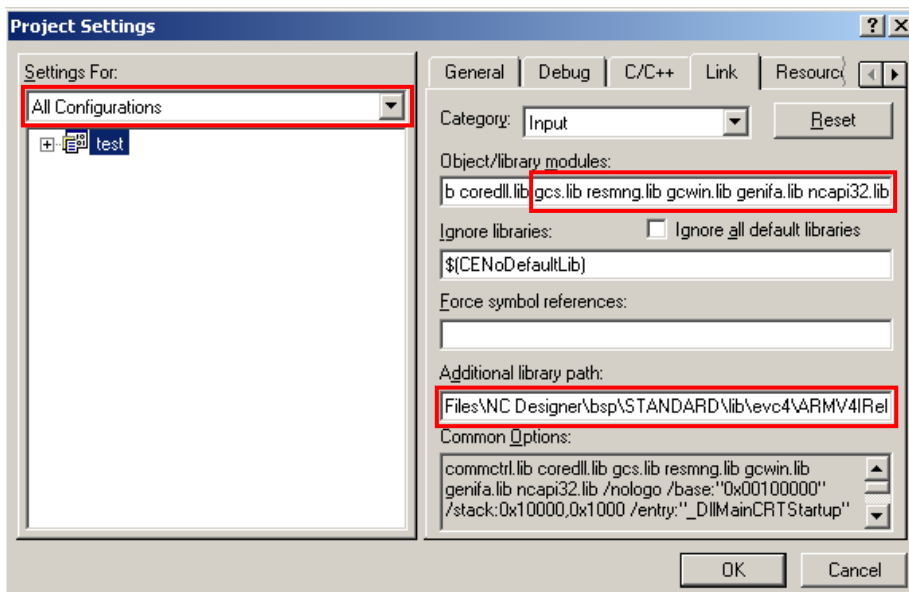 Project Settings
Settings For:
All Configurations
test
General Debug C/C++ Link Resourc
Category: Input Reset
Object/library modules:
b coredll.lib gcs.lib resmng.lib gcwin.lib genifa.lib ncapi32.lib
Ignore libraries: Ignore all default libraries
$(CENoDefaultLib)
Force symbol references:
Additional library path:
Files\NC Designer\bsp\STANDARD\lib\evc4\ARMV4IRel
Common Options:
commctrl.lib coredll.lib gcs.lib resmng.lib gcwin.lib
genifa.lib ncapi32.lib /nologo /base:"0x00100000"
/stack:0x10000,0x1000 /entry:"_DllMainCRTStartup"
OK Cancel